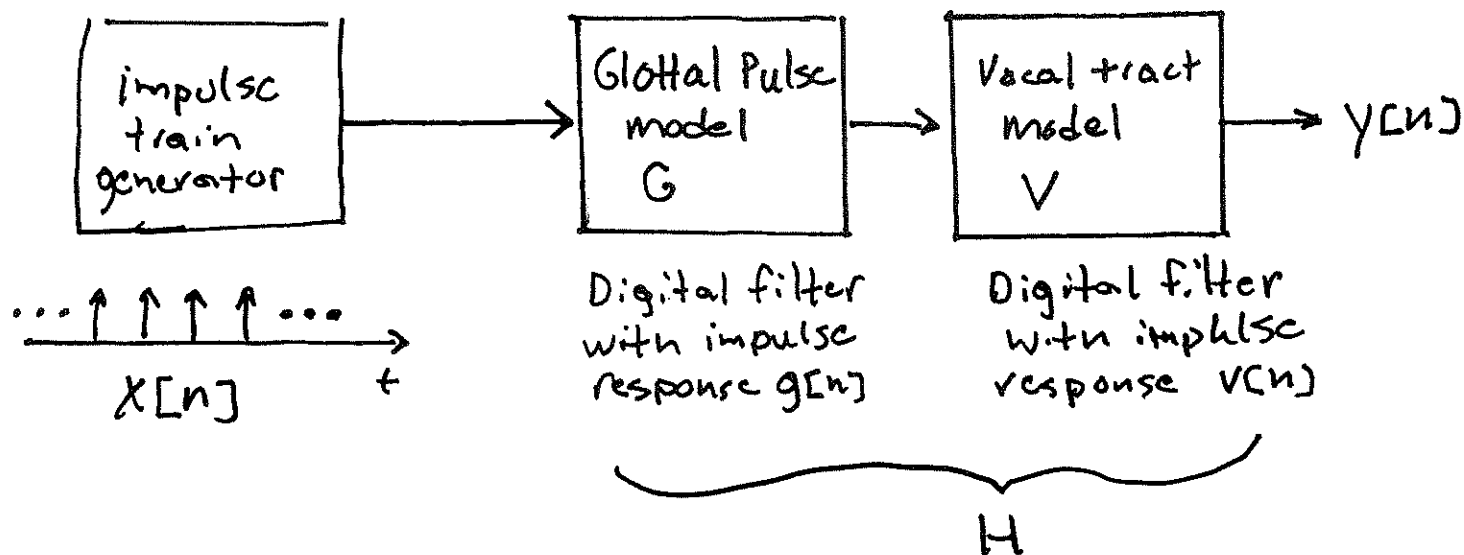 impulse
train
generator
Glottal Pulse
model
G
Vocal tract
model
V
y[n]
... ...
t
x[n]
Digital filter
with impulse
response g[n]
Digital filter
with impulse
response v[n]
H